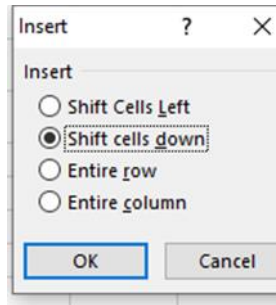 Insert ? X
Insert
Shift Cells Left
Shift cells down
Entire row
Entire column
OK Cancel